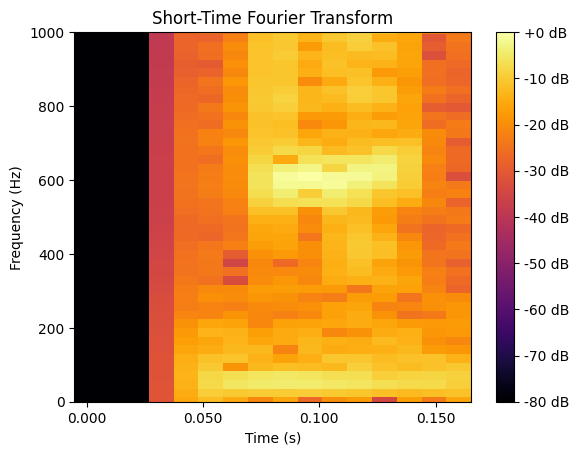 Short-Time Fourier Transform
Frequency (Hz)
1000
800
600
400
200
0
0.000
0.050
0.100
0.150
Time (s)
+0 dB
-10 dB
-20 dB
-30 dB
-40 dB
-50 dB
-60 dB
-70 dB
-80 dB